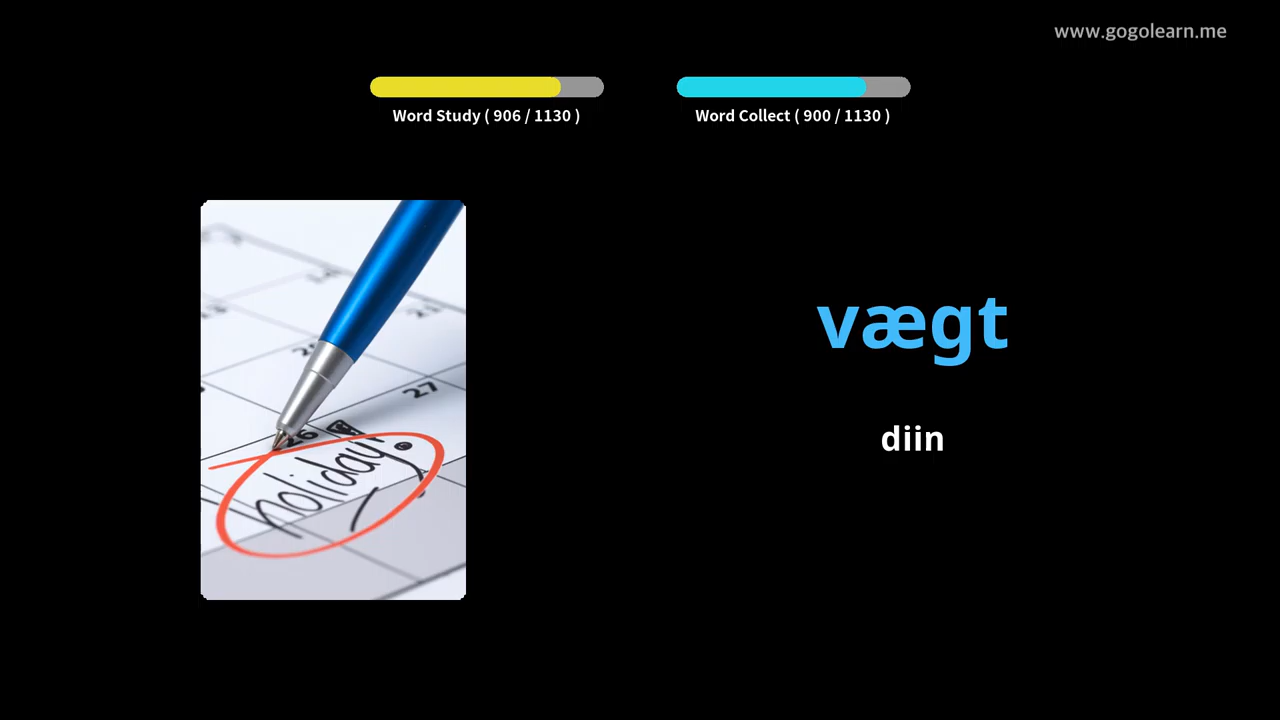 www.gogolearn.me
Word Study ( 906 / 1130 )
Word Collect ( 900 / 1130 )
vægt
diin
27
26
holiday!